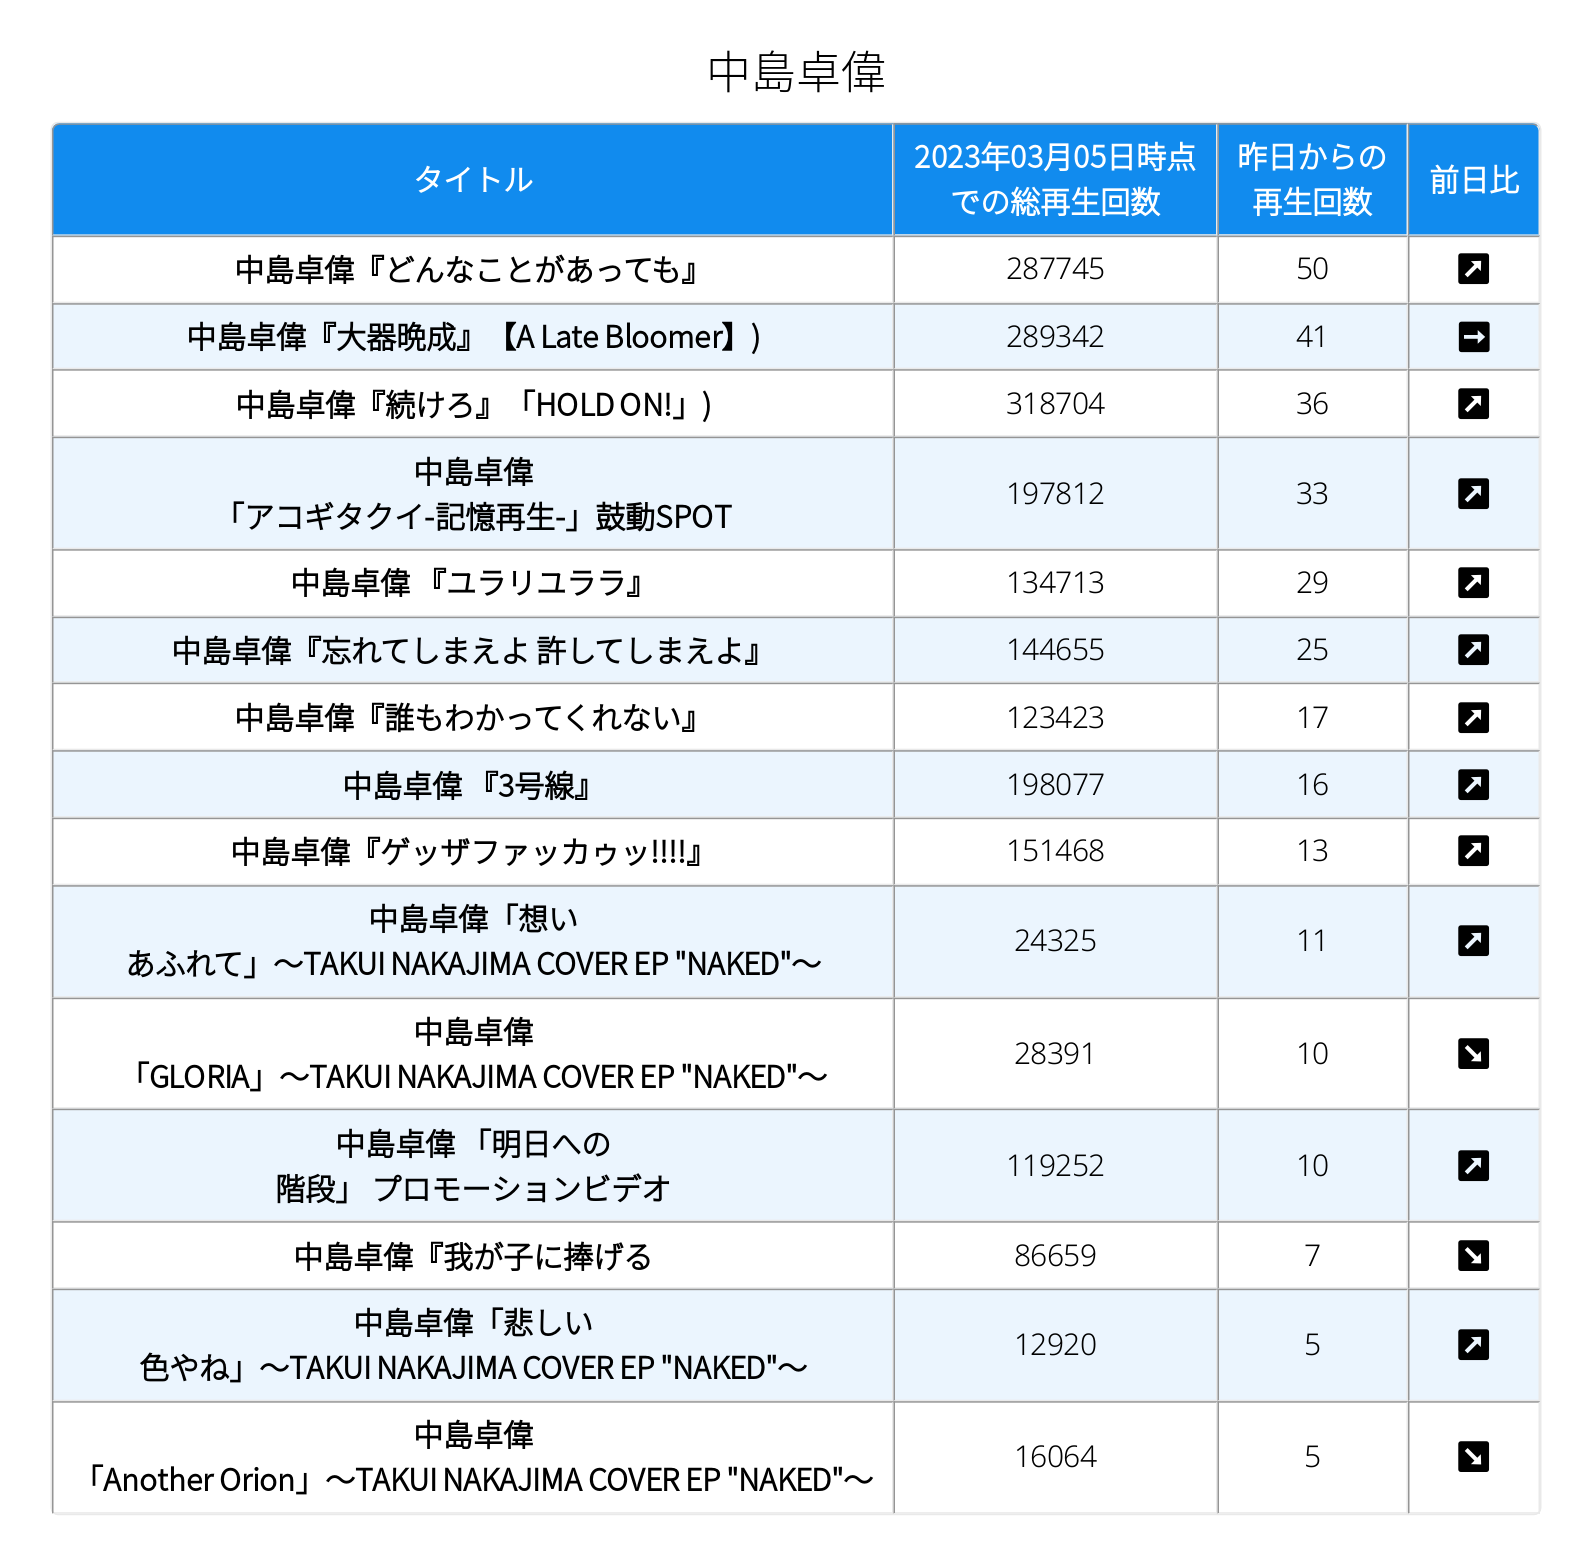 中島卓偉
タイトル
2023年03月05日時点
での総再生回数
昨日からの
再生回数
前日比
中島卓偉『どんなことがあっても』 287745 50
中島卓偉『大器晩成』【A Late Bloomer】) 289342 41
中島卓偉『続けろ』「HOLD ON!」) 318704 36
中島卓偉
「アコギタクイ-記憶再生-」鼓動SPOT 197812 33
中島卓偉 『ユラリユララ』 134713 29
中島卓偉『忘れてしまえよ 許してしまえよ』 144655 25
中島卓偉『誰もわかってくれない』 123423 17
中島卓偉 『3号線』 198077 16
中島卓偉『ゲッザファッカゥッ!!!!』 151468 13
中島卓偉「想い
あふれて」〜TAKUI NAKAJIMA COVER EP "NAKED"〜 24325 11
中島卓偉
「GLORIA」〜TAKUI NAKAJIMA COVER EP "NAKED"〜 28391 10
中島卓偉 「明日への
階段」 プロモーションビデオ 119252 10
中島卓偉『我が子に捧げる 86659 7
中島卓偉「悲しい
色やね」〜TAKUI NAKAJIMA COVER EP "NAKED"〜 12920 5
中島卓偉
「Another Orion」〜TAKUI NAKAJIMA COVER EP "NAKED"〜 16064 5